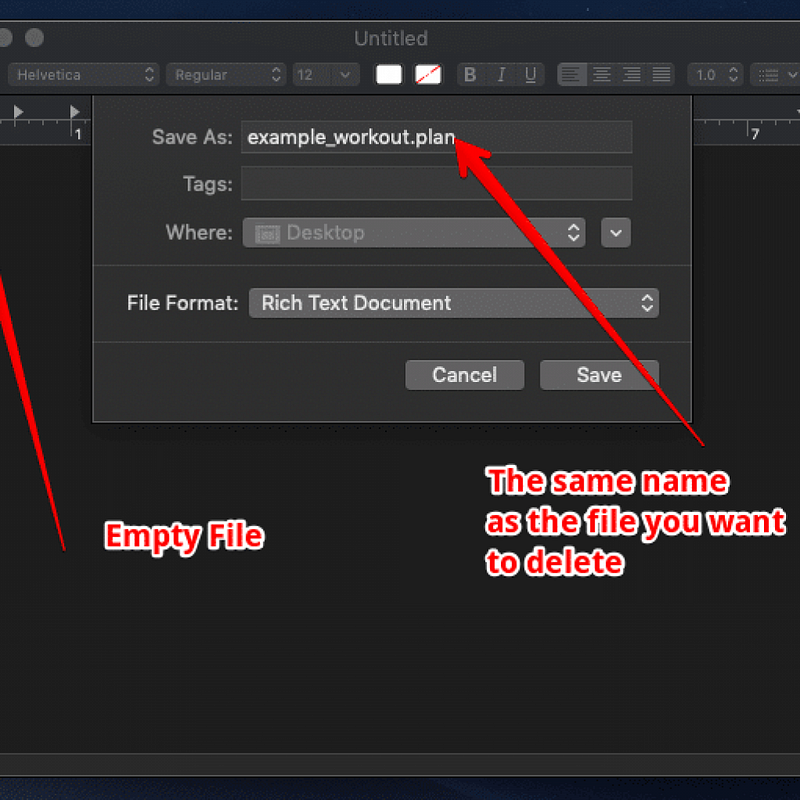 Untitled
Helvetica Regular 12 B I U 1.0
1 7
Save As: example_workout.plan
Tags:
Where: Desktop
File Format: Rich Text Document
Cancel Save
The same name
as the file you want
to delete
Empty File